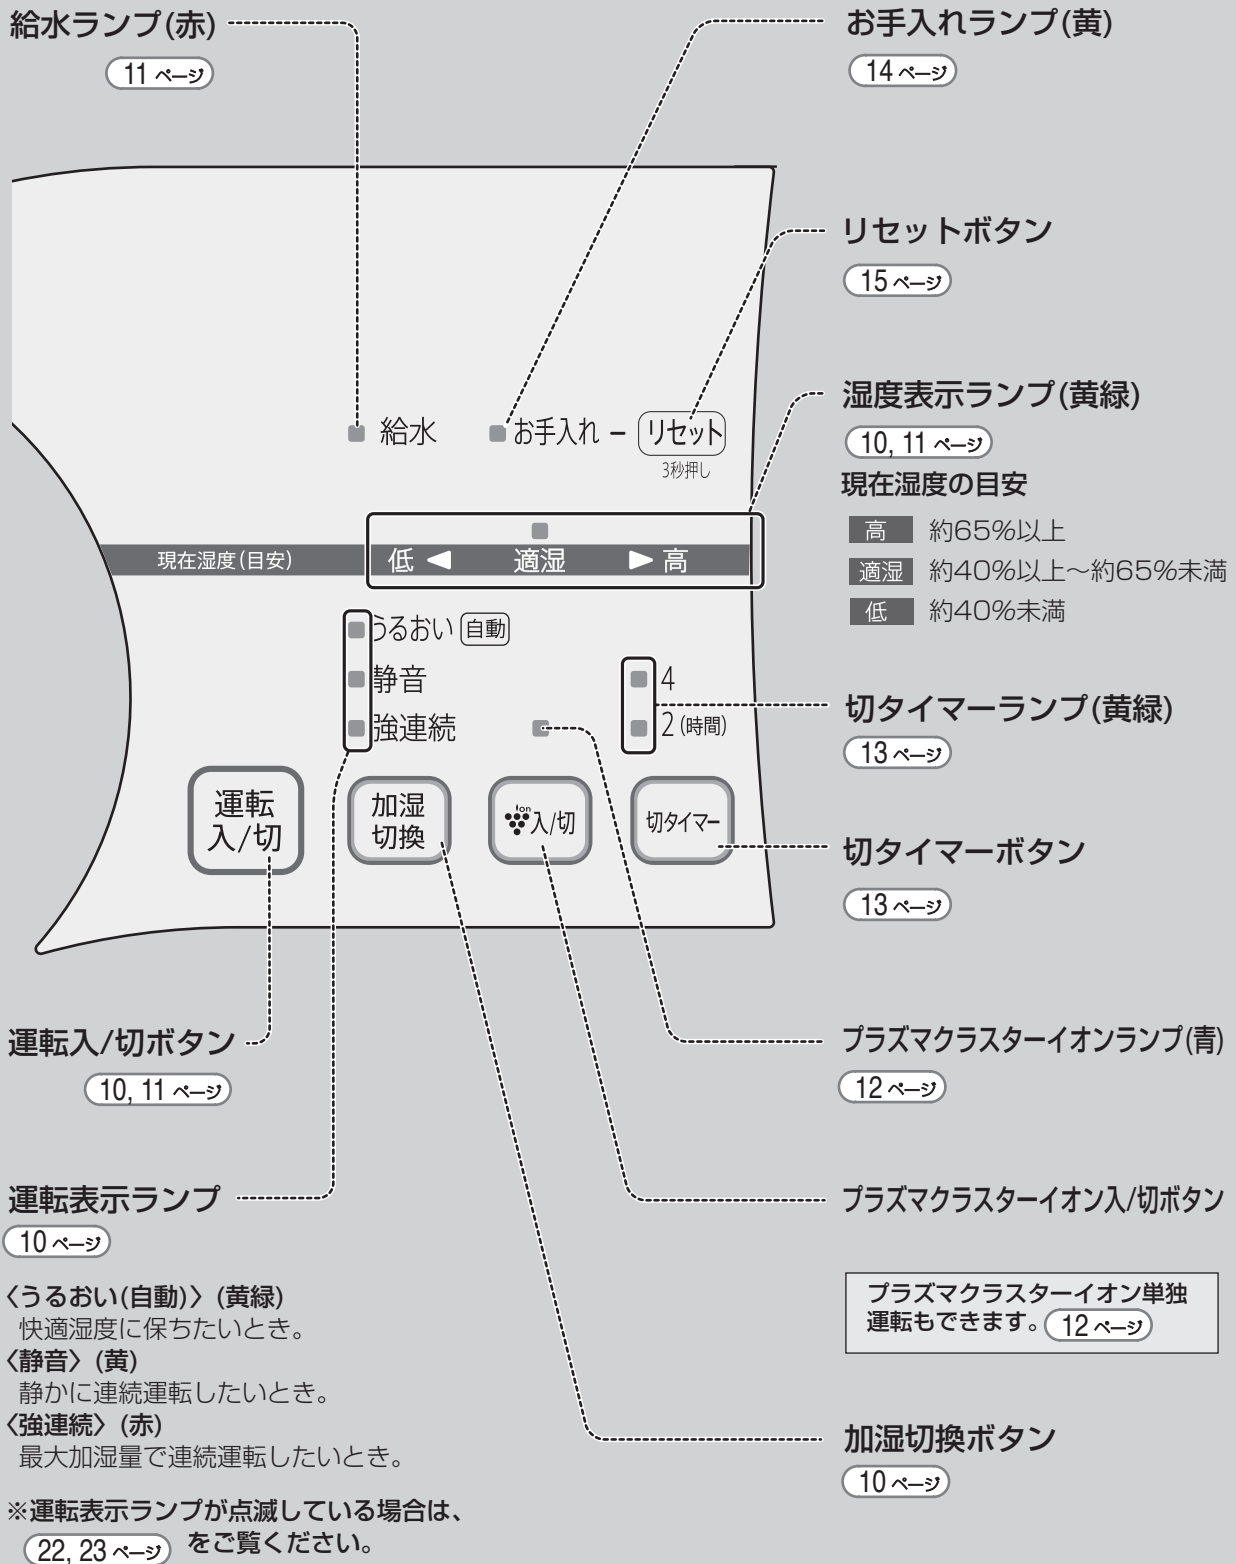 給水ランプ(赤)
11 ページ
お手入れランプ(黄)
14 ページ
リセットボタン
15 ページ
湿度表示ランプ(黄緑)
10, 11 ページ
現在湿度の目安
高 約65%以上
適湿 約40%以上～約65%未満
低 約40%未満
切タイマーランプ(黄緑)
13 ページ
切タイマーボタン
13 ページ
給水 お手入れ － リセット
3秒押し
現在湿度(目安) 低 ◀ 適湿 ▶ 高
うるおい 自動
静音 4
強連続 2 (時間)
運転
入/切
加湿
切換
ion
入/切
切タイマー
運転入/切ボタン
10, 11 ページ
プラズマクラスターイオンランプ(青)
12 ページ
プラズマクラスターイオン入/切ボタン
プラズマクラスターイオン単独
運転もできます。 12 ページ
加湿切換ボタン
10 ページ
運転表示ランプ
10 ページ
〈うるおい(自動)〉(黄緑)
快適湿度に保ちたいとき。
〈静音〉(黄)
静かに連続運転したいとき。
〈強連続〉(赤)
最大加湿量で連続運転したいとき。
※運転表示ランプが点滅している場合は、
22, 23 ページ をご覧ください。